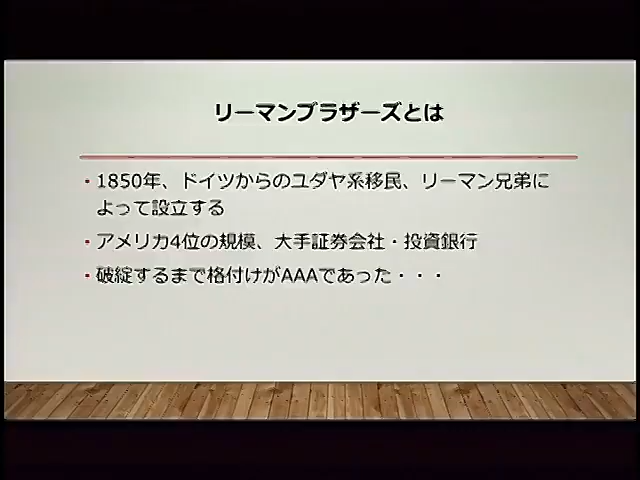 リーマンブラザーズとは
・1850年、ドイツからのユダヤ系移民、リーマン兄弟に
よって設立する
・アメリカ4位の規模、大手証券会社・投資銀行
・破綻するまで格付けがAAAであった・・・